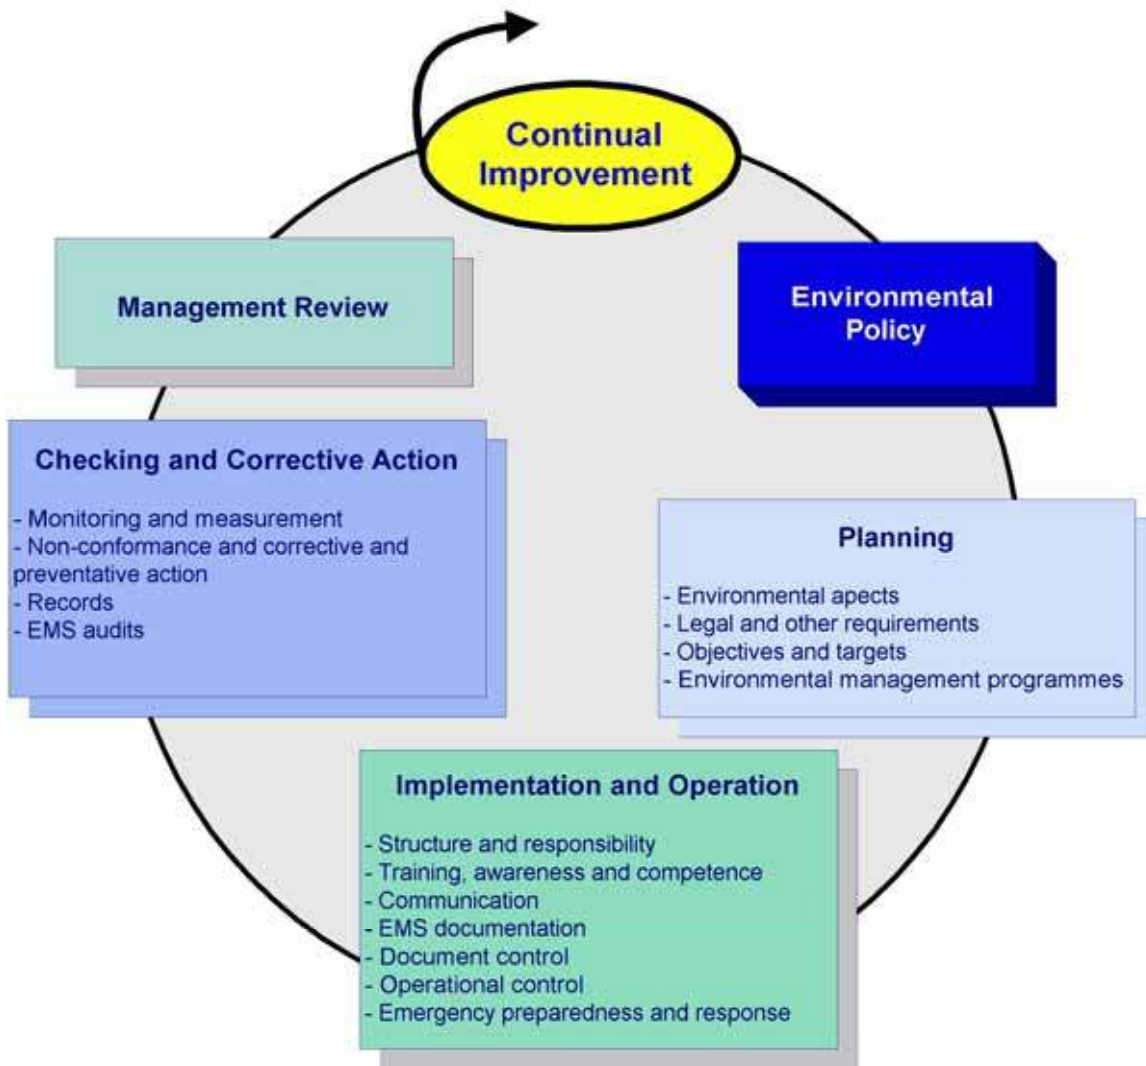 Continual
Improvement
Management Review
Environmental
Policy
Checking and Corrective Action
- Monitoring and measurement
- Non-conformance and corrective and
preventative action
- Records
- EMS audits
Planning
- Environmental apects
- Legal and other requirements
- Objectives and targets
- Environmental management programmes
Implementation and Operation
- Structure and responsibility
- Training, awareness and competence
- Communication
- EMS documentation
- Document control
- Operational control
- Emergency preparedness and response